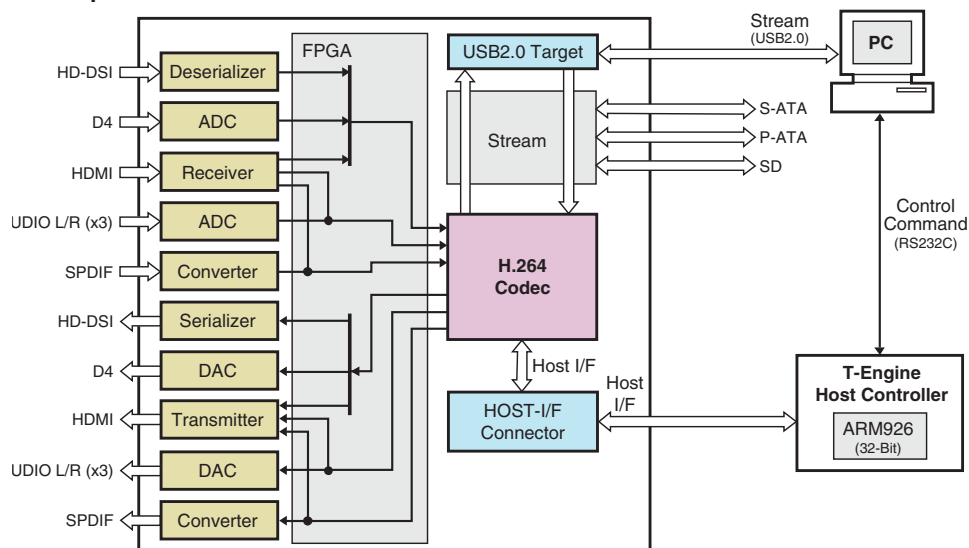 FPGA
HD-DSI
Deserializer
D4
ADC
HDMI
Receiver
UDIO L/R (x3)
ADC
SPDIF
Converter
HD-DSI
Serializer
D4
DAC
HDMI
Transmitter
UDIO L/R (x3)
DAC
SPDIF
Converter
USB2.0 Target
Stream
H.264
Codec
Host I/F
HOST-I/F
Connector
Host
I/F
Stream
(USB2.0)
PC
S-ATA
P-ATA
SD
Control
Command
(RS232C)
T-Engine
Host Controller
ARM926
(32-Bit)